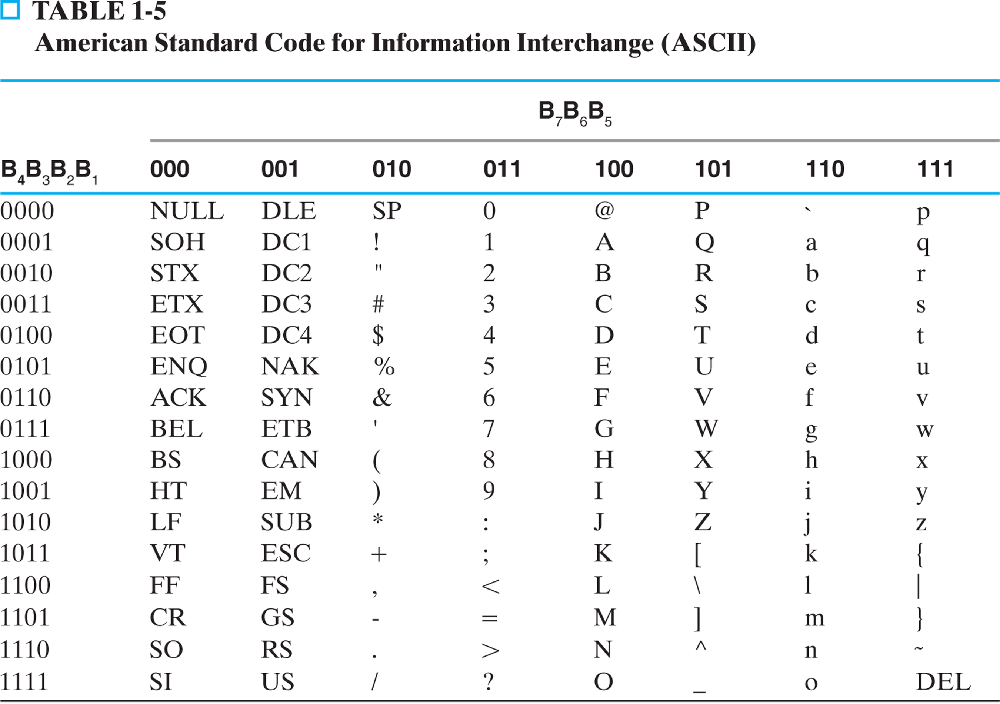 TABLE 1-5
American Standard Code for Information Interchange (ASCII)
B7B6B5
B4B3B2B1 000 001 010 011 100 101 110 111
0000 NULL DLE SP 0 @ P ` p
0001 SOH DC1 ! 1 A Q a q
0010 STX DC2 " 2 B R b r
0011 ETX DC3 # 3 C S c s
0100 EOT DC4 $ 4 D T d t
0101 ENQ NAK % 5 E U e u
0110 ACK SYN & 6 F V f v
0111 BEL ETB ' 7 G W g w
1000 BS CAN ( 8 H X h x
1001 HT EM ) 9 I Y i y
1010 LF SUB * : J Z j z
1011 VT ESC + ; K [ k {
1100 FF FS , < L \ l |
1101 CR GS - = M ] m }
1110 SO RS . > N ^ n ~
1111 SI US / ? O _ o DEL